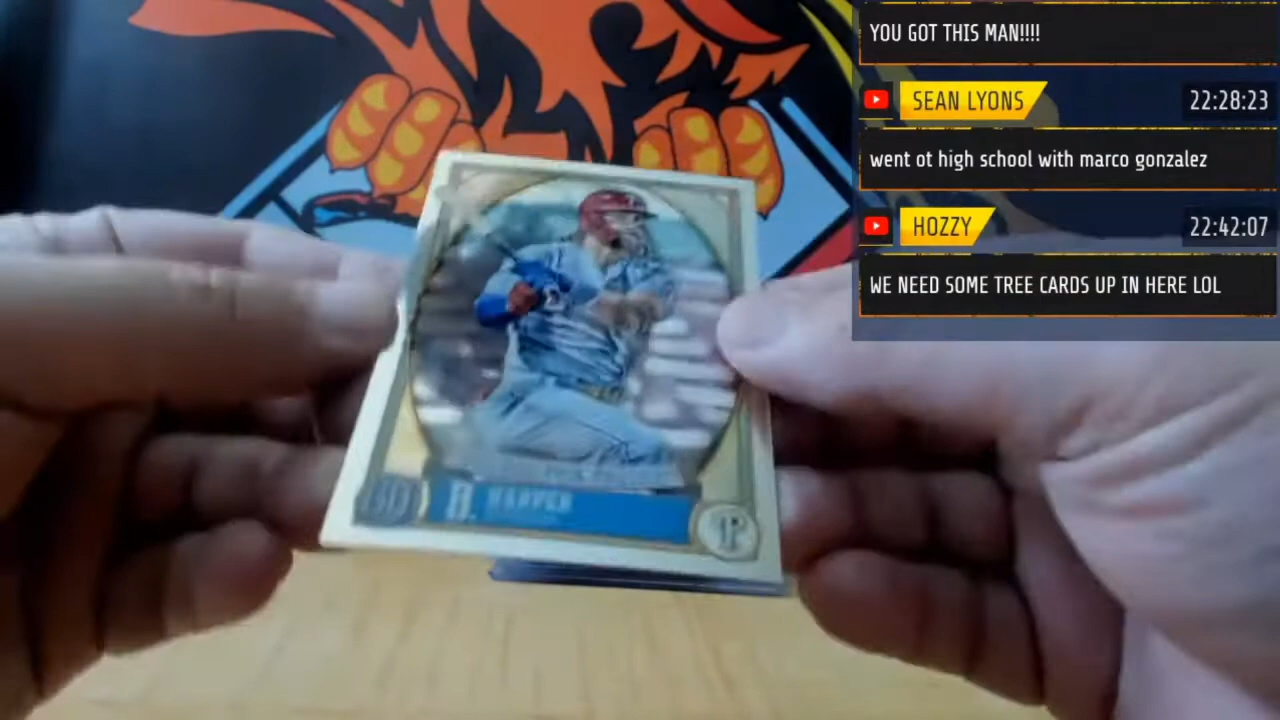 YOU GOT THIS MAN!!!!
SEAN LYONS 22:28:23
went ot high school with marco gonzalez
HOZZY 22:42:07
WE NEED SOME TREE CARDS UP IN HERE LOL
H. HARPER
P